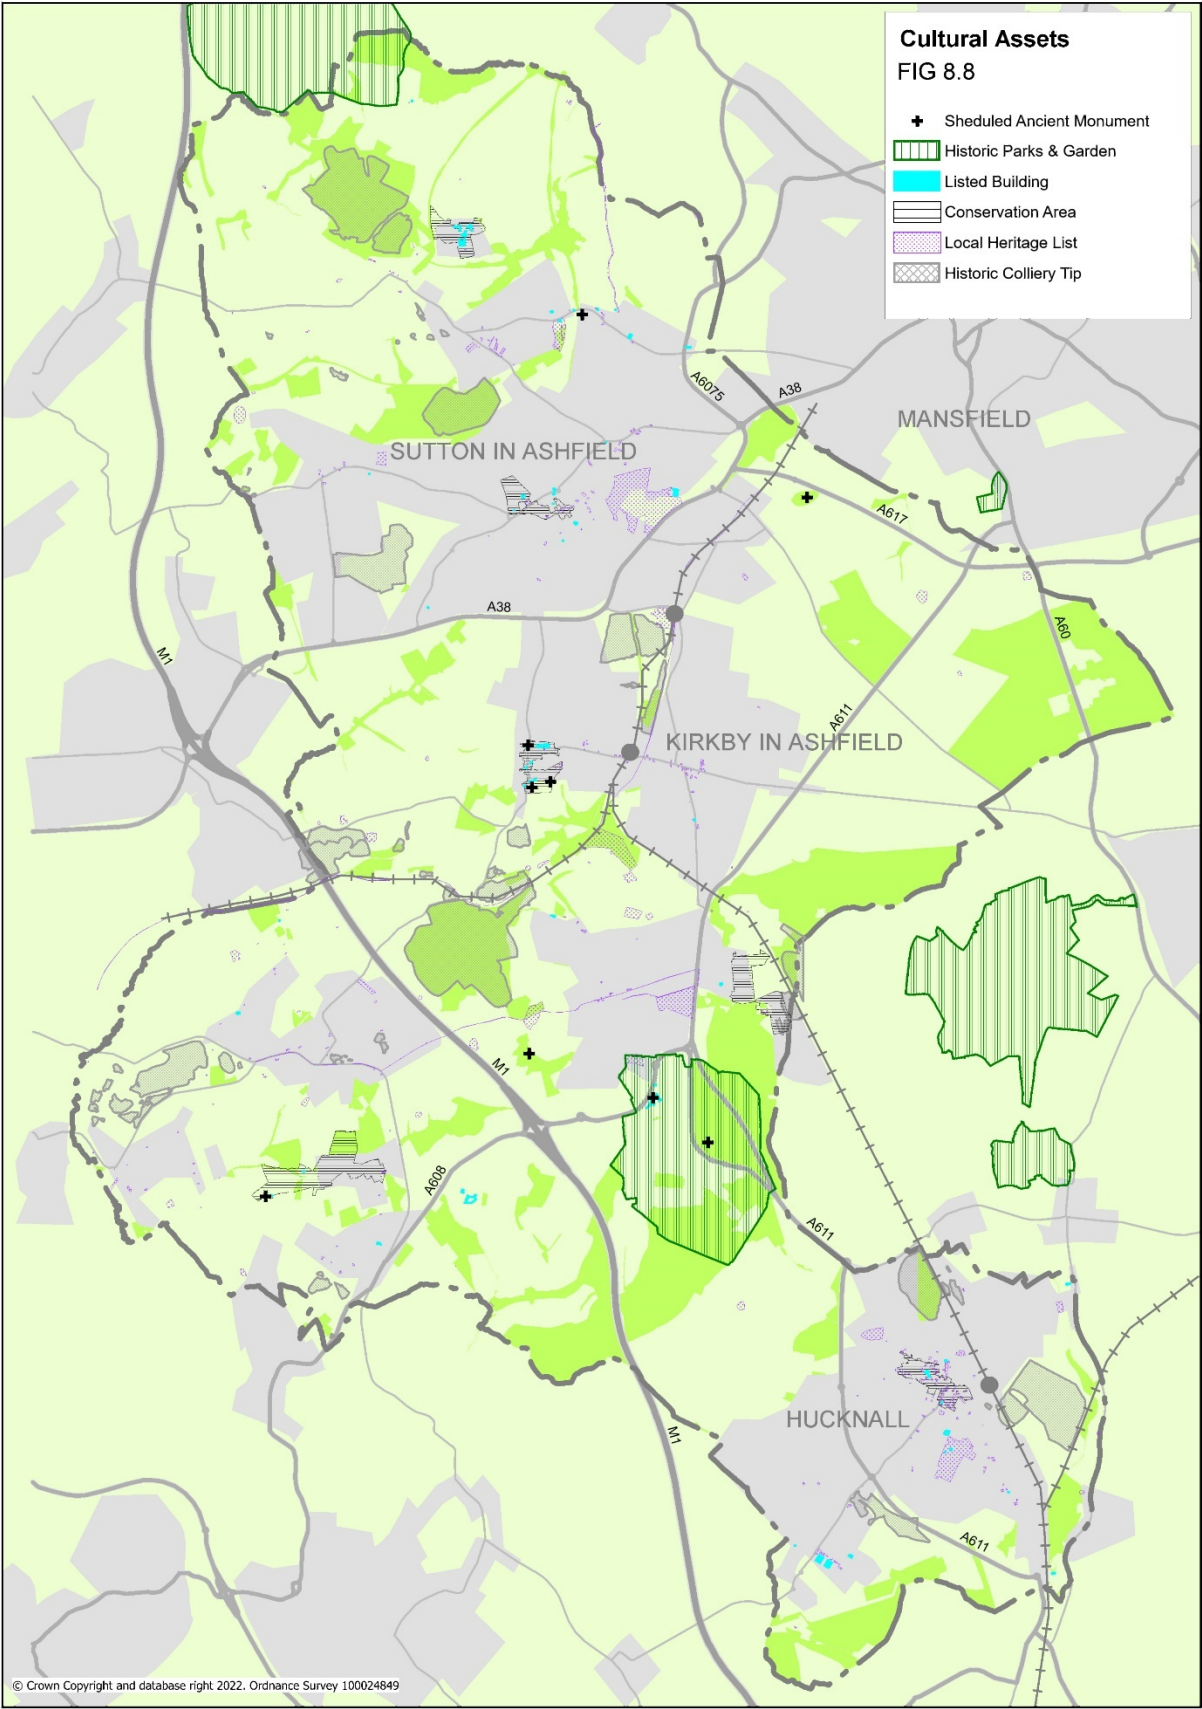 Cultural Assets
FIG 8.8
Sheduled Ancient Monument
Historic Parks & Garden
Listed Building
Conservation Area
Local Heritage List
Historic Colliery Tip
A6075
A38
MANSFIELD
SUTTON IN ASHFIELD
A617
A38
A60
M1
A611
KIRKBY IN ASHFIELD
M1
A608
A611
HUCKNALL
M1
A611
© Crown Copyright and database right 2022. Ordnance Survey 100024849